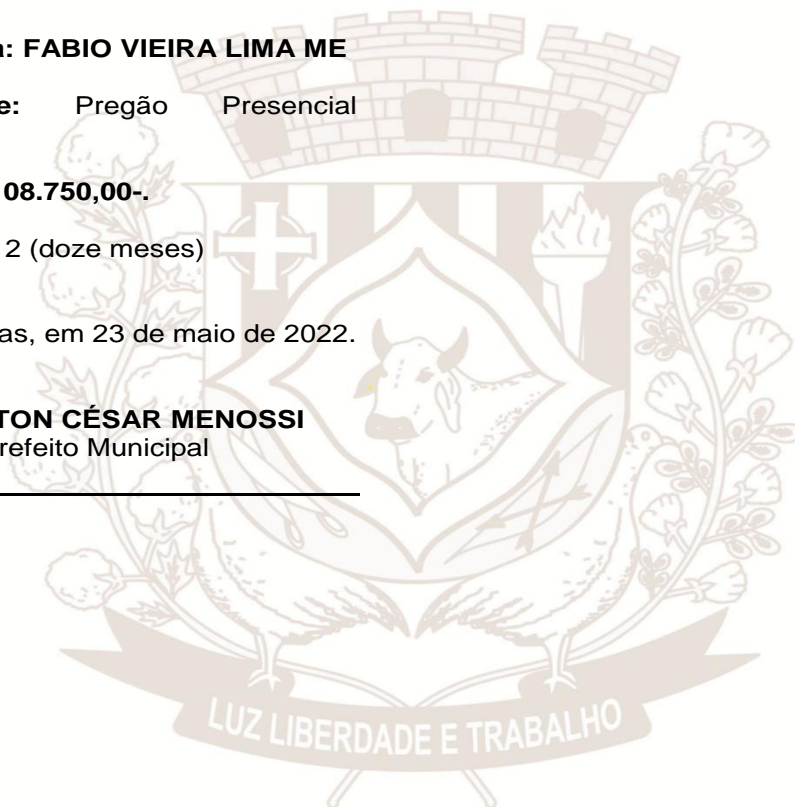 a: FABIO VIEIRA LIMA ME
e: Pregão Presencial
08.750,00-.
2 (doze meses)
as, em 23 de maio de 2022.
TON CÉSAR MENOSSI
refeito Municipal
LUZ LIBERDADE E TRABALHO